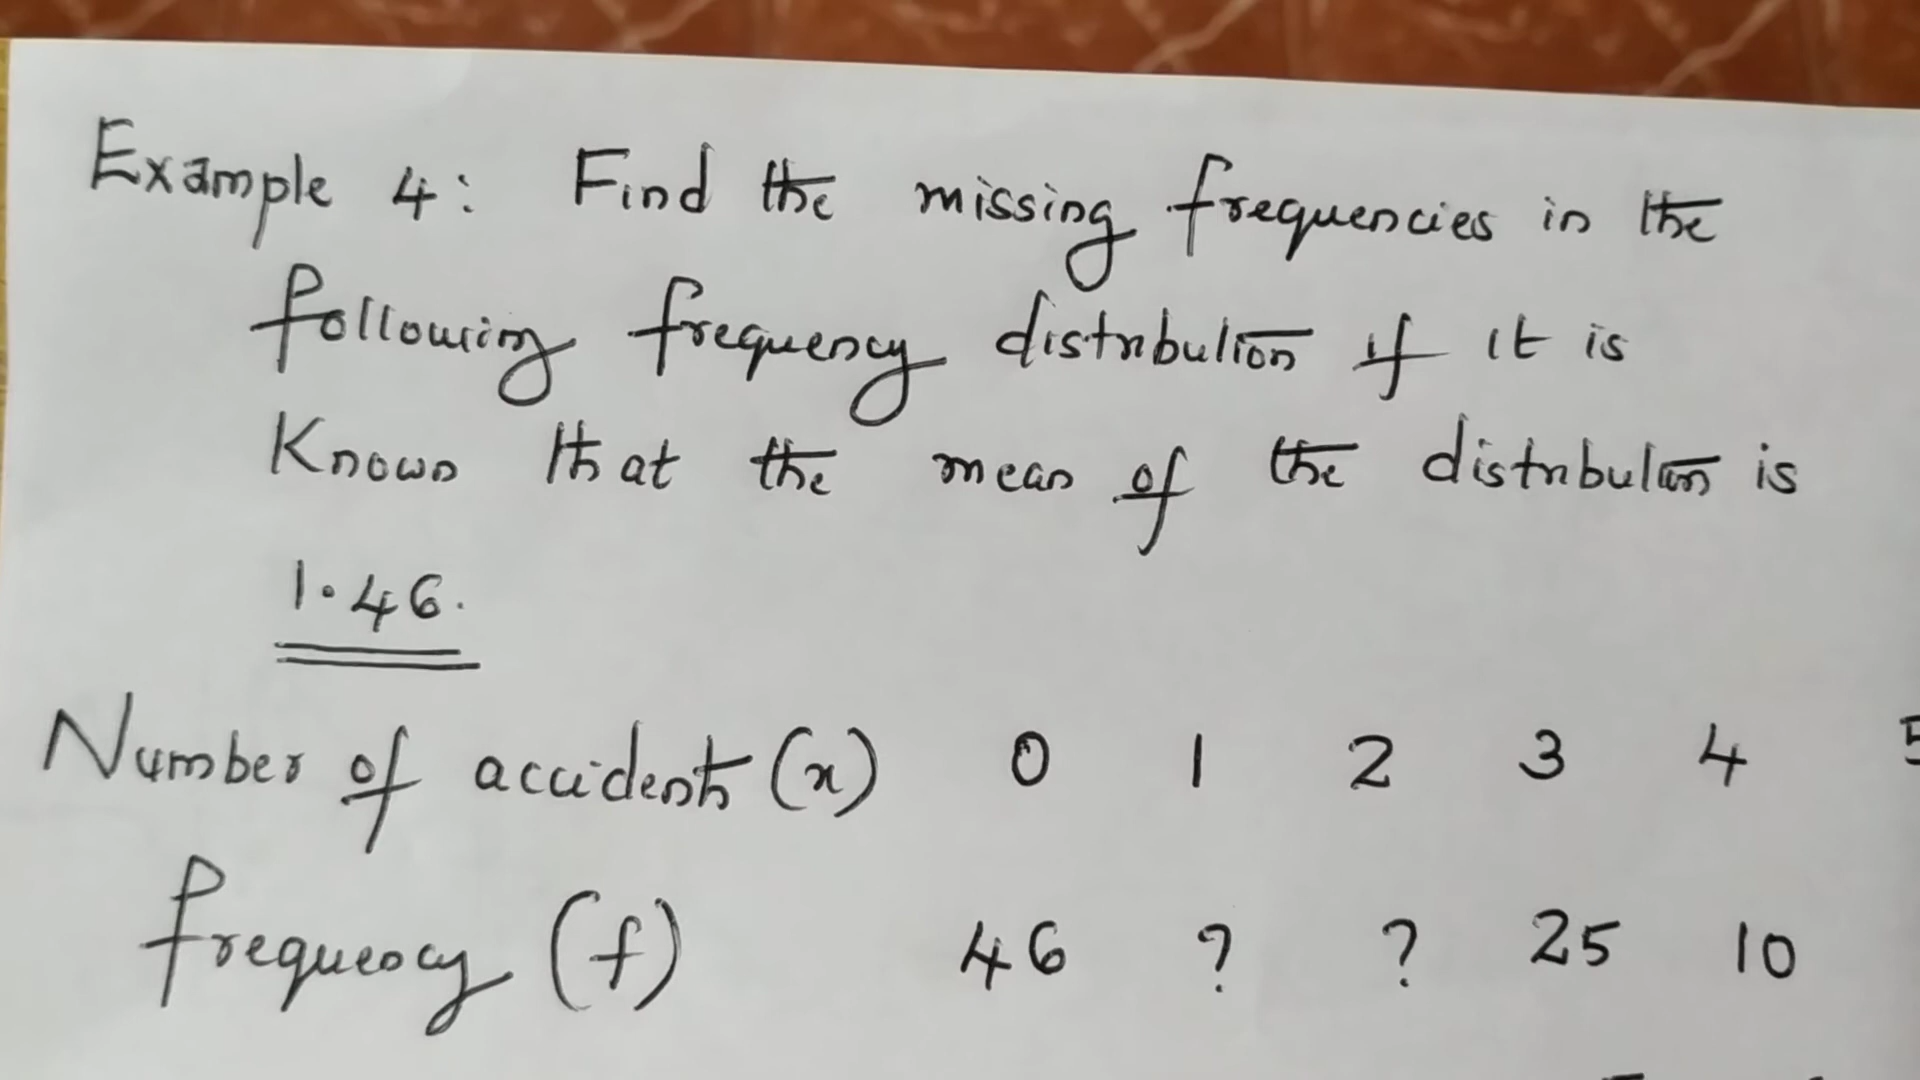 Example 4: Find the missing frequencies in the
following frequency distribution if it is
Known that the mean of the distribution is
1.46.
Number of accidents (x) 0 1 2 3 4 5
frequency (f) 46 ? ? 25 10